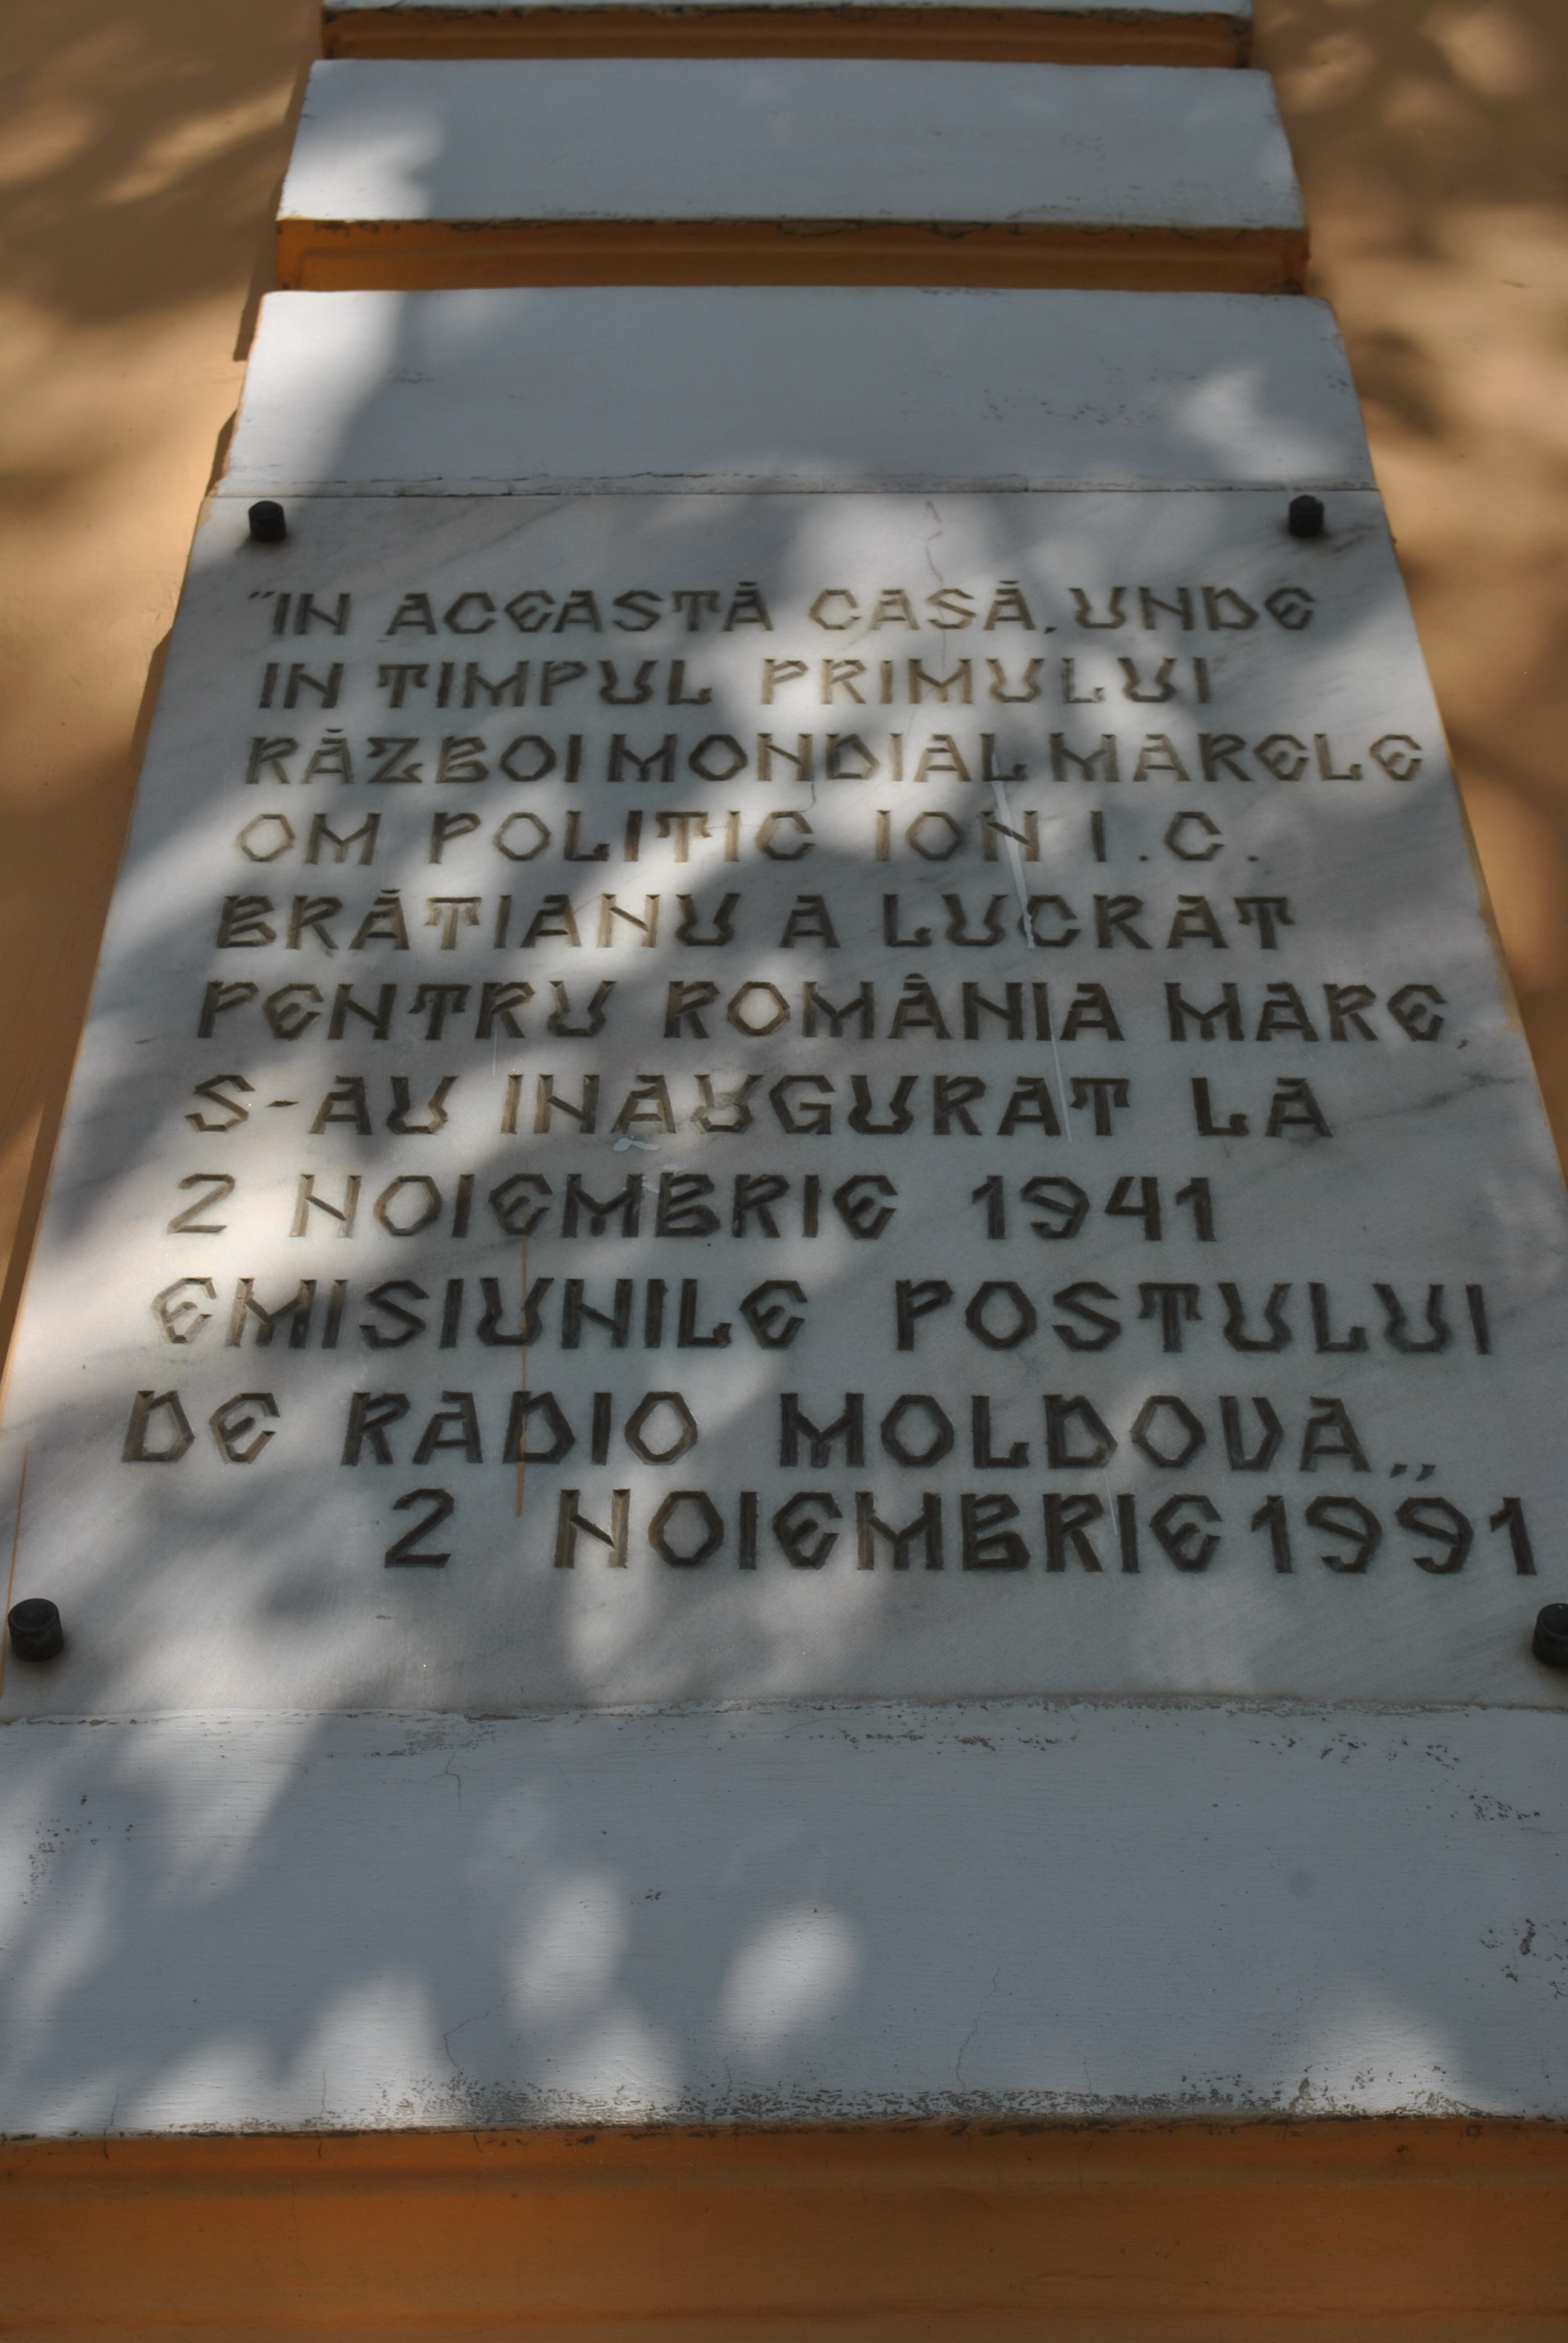 "IN ACEASTĂ CASĂ, UNDE
IN TIMPUL PRIMULUI
RĂZBOI MONDIAL MARELE
OM POLITIC ION I.C.
BRĂTIANU A LUCRAT
PENTRU ROMÂNIA MARE,
S-AU INAUGURAT LA
2 NOIEMBRIE 1941
EMISIUNILE POSTULUI
DE RADIO MOLDOVA,,
2 NOIEMBRIE 1991